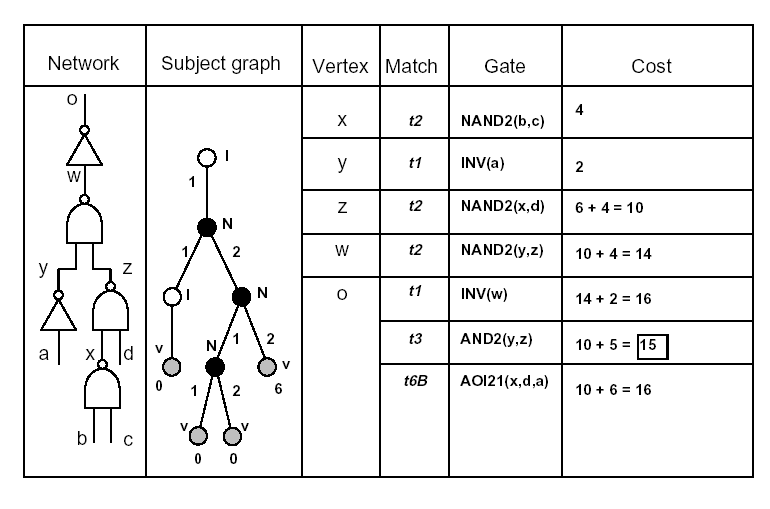 Network Subject graph Vertex Match Gate Cost
o
w
y z
a x d
b c
I
1
N
1 2
I N
1 2
v N v
0 6
1 2
v v
0 0
x t2 NAND2(b,c) 4
y t1 INV(a) 2
z t2 NAND2(x,d) 6 + 4 = 10
w t2 NAND2(y,z) 10 + 4 = 14
o t1 INV(w) 14 + 2 = 16
t3 AND2(y,z) 10 + 5 = 15
t6B AOI21(x,d,a) 10 + 6 = 16